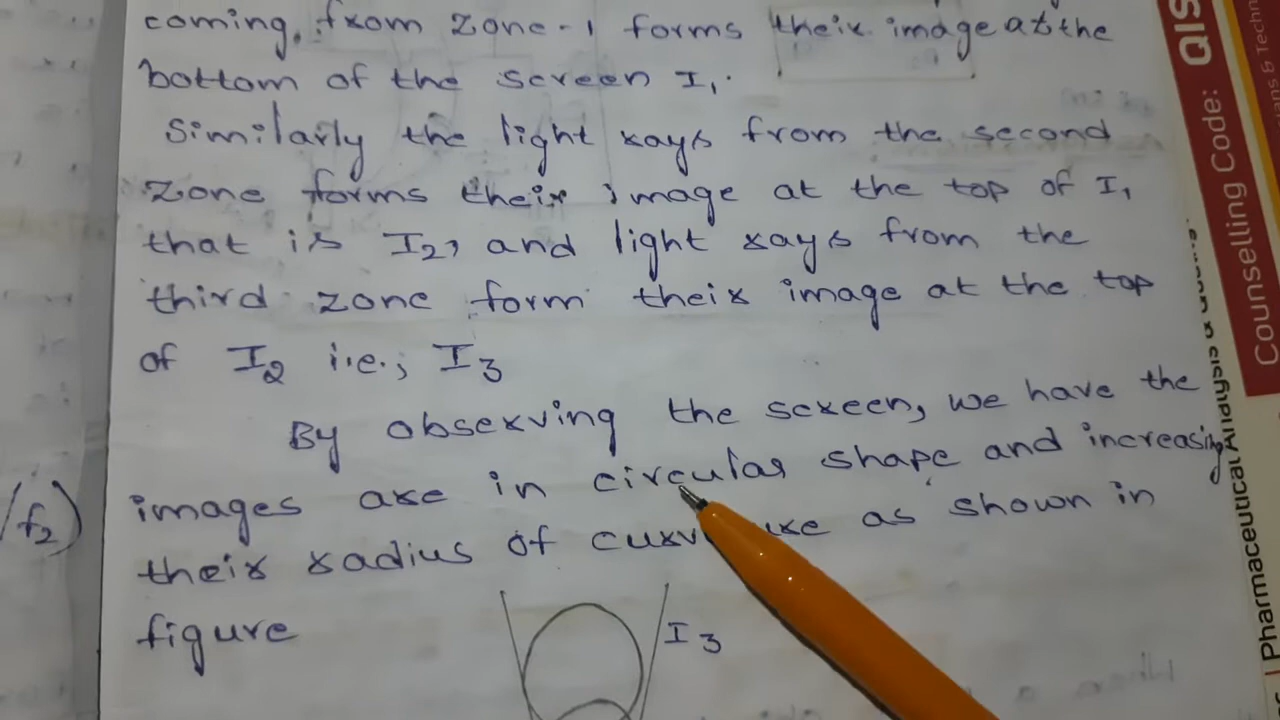 coming, from zone-1 forms their image at the
bottom of the screen I1.
Similarly the light rays from the second
zone forms their image at the top of I1
that is I2, and light rays from the
third zone form their image at the top
of I2 i.e.; I3
By observing the screen, we have the
images are in circular shape and increasing
their radius of as shown in
figure
I3
/f2)
Counselling Code: QIS
Pharmaceutical Analysis &